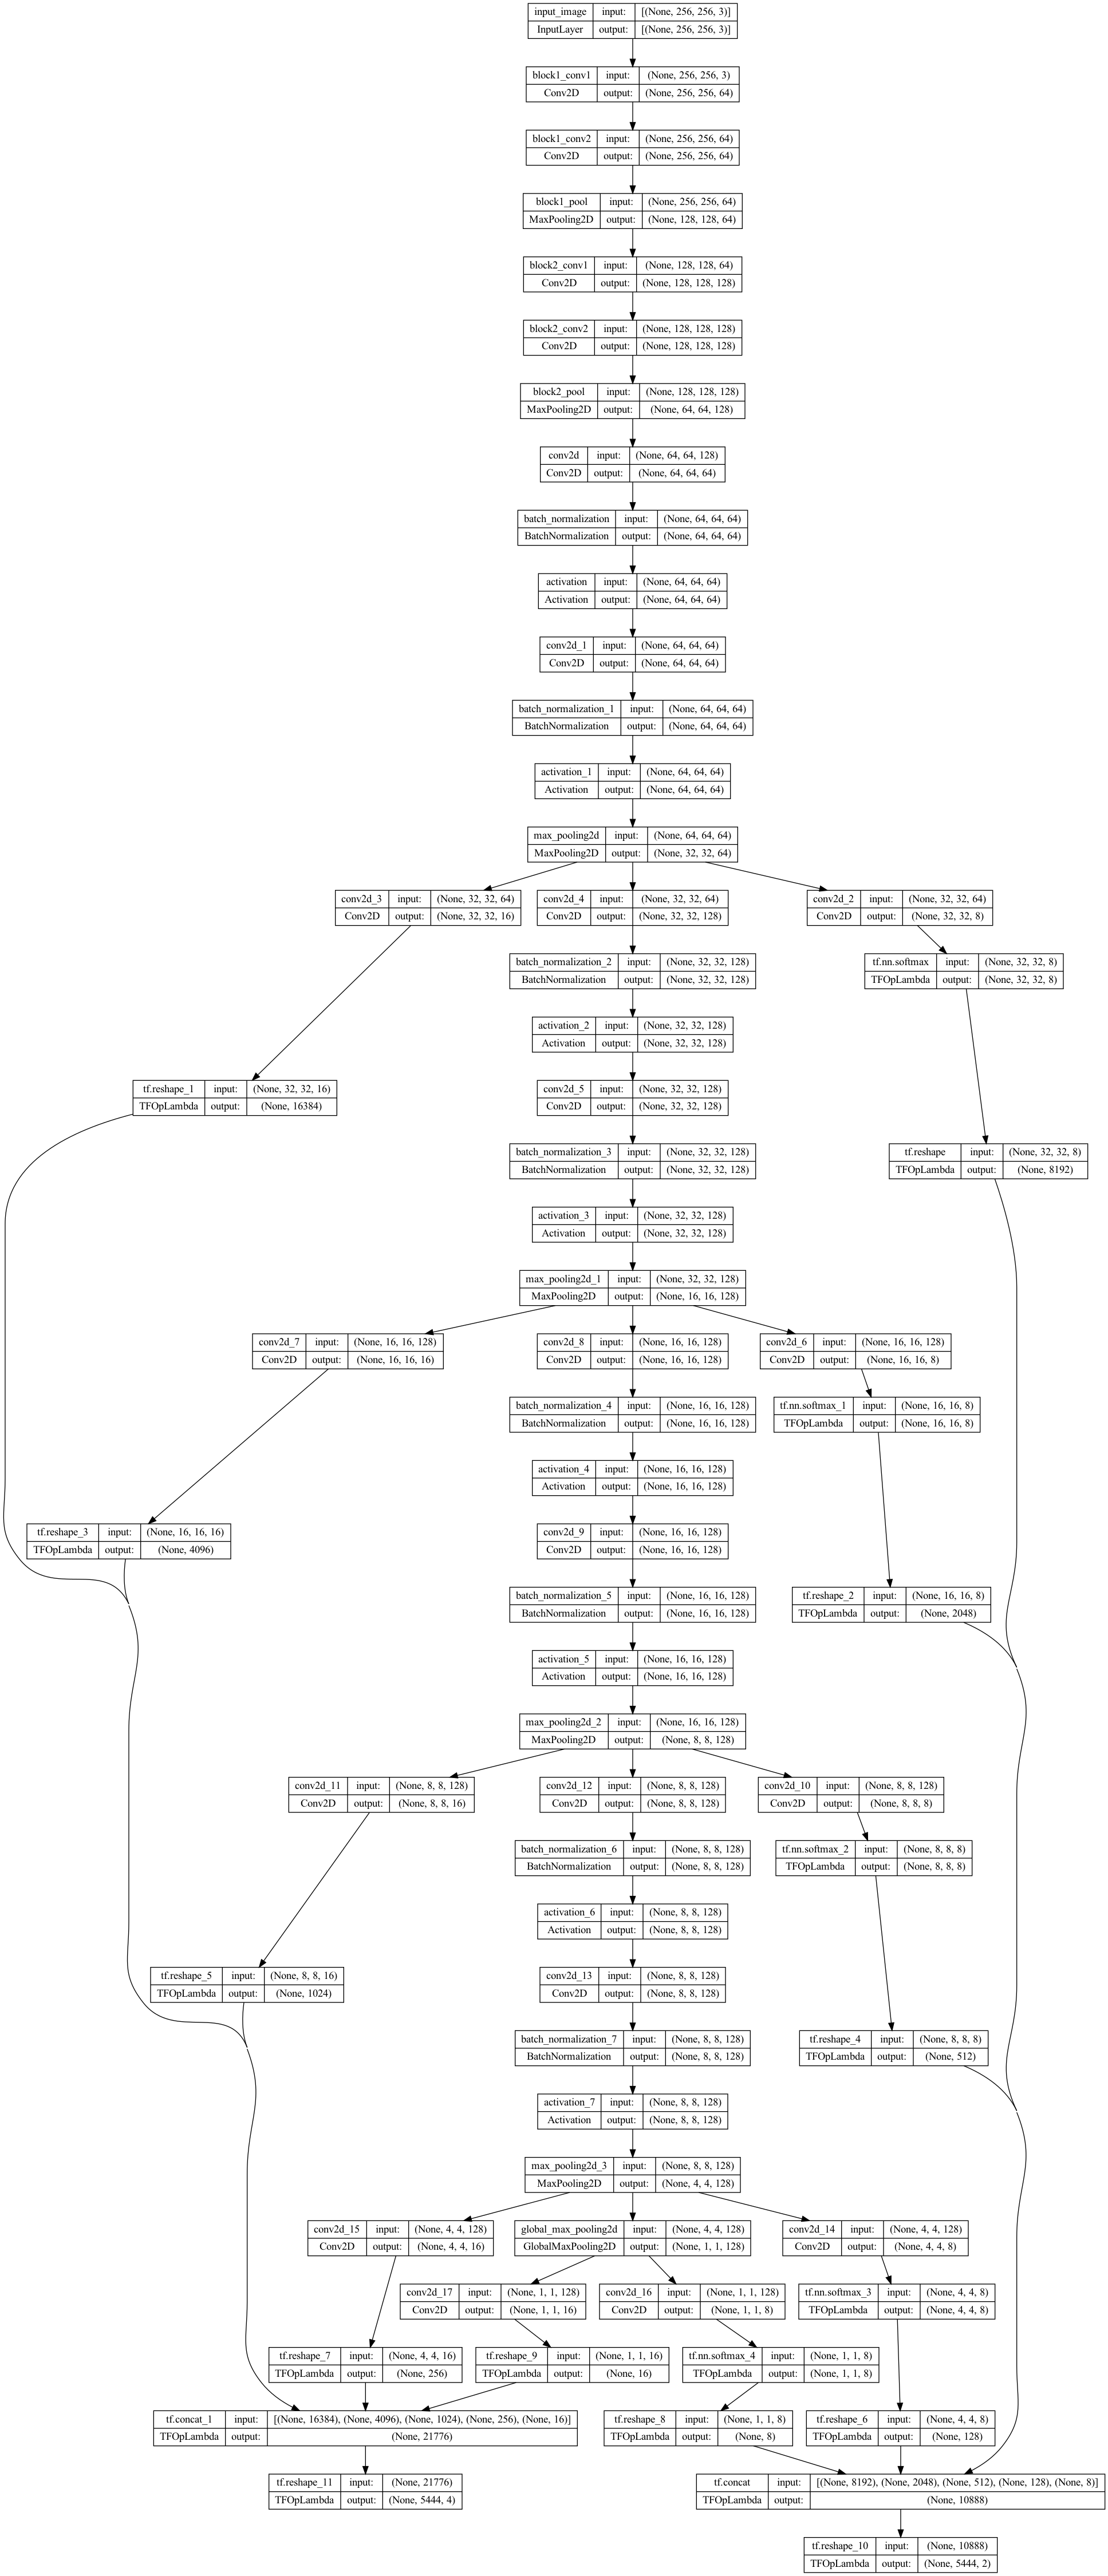 input_image input: [(None, 256, 256, 3)]
InputLayer output: [(None, 256, 256, 3)]
block1_conv1 input: (None, 256, 256, 3)
Conv2D output: (None, 256, 256, 64)
block1_conv2 input: (None, 256, 256, 64)
Conv2D output: (None, 256, 256, 64)
block1_pool input: (None, 256, 256, 64)
MaxPooling2D output: (None, 128, 128, 64)
block2_conv1 input: (None, 128, 128, 64)
Conv2D output: (None, 128, 128, 128)
block2_conv2 input: (None, 128, 128, 128)
Conv2D output: (None, 128, 128, 128)
block2_pool input: (None, 128, 128, 128)
MaxPooling2D output: (None, 64, 64, 128)
conv2d input: (None, 64, 64, 128)
Conv2D output: (None, 64, 64, 64)
batch_normalization input: (None, 64, 64, 64)
BatchNormalization output: (None, 64, 64, 64)
activation input: (None, 64, 64, 64)
Activation output: (None, 64, 64, 64)
conv2d_1 input: (None, 64, 64, 64)
Conv2D output: (None, 64, 64, 64)
batch_normalization_1 input: (None, 64, 64, 64)
BatchNormalization output: (None, 64, 64, 64)
activation_1 input: (None, 64, 64, 64)
Activation output: (None, 64, 64, 64)
max_pooling2d input: (None, 64, 64, 64)
MaxPooling2D output: (None, 32, 32, 64)
conv2d_3 input: (None, 32, 32, 64)
Conv2D output: (None, 32, 32, 16)
conv2d_4 input: (None, 32, 32, 64)
Conv2D output: (None, 32, 32, 128)
conv2d_2 input: (None, 32, 32, 64)
Conv2D output: (None, 32, 32, 8)
batch_normalization_2 input: (None, 32, 32, 128)
BatchNormalization output: (None, 32, 32, 128)
tf.nn.softmax input: (None, 32, 32, 8)
TFOpLambda output: (None, 32, 32, 8)
activation_2 input: (None, 32, 32, 128)
Activation output: (None, 32, 32, 128)
tf.reshape_1 input: (None, 32, 32, 16)
TFOpLambda output: (None, 16384)
conv2d_5 input: (None, 32, 32, 128)
Conv2D output: (None, 32, 32, 128)
batch_normalization_3 input: (None, 32, 32, 128)
BatchNormalization output: (None, 32, 32, 128)
tf.reshape input: (None, 32, 32, 8)
TFOpLambda output: (None, 8192)
activation_3 input: (None, 32, 32, 128)
Activation output: (None, 32, 32, 128)
max_pooling2d_1 input: (None, 32, 32, 128)
MaxPooling2D output: (None, 16, 16, 128)
conv2d_7 input: (None, 16, 16, 128)
Conv2D output: (None, 16, 16, 16)
conv2d_8 input: (None, 16, 16, 128)
Conv2D output: (None, 16, 16, 128)
conv2d_6 input: (None, 16, 16, 128)
Conv2D output: (None, 16, 16, 8)
batch_normalization_4 input: (None, 16, 16, 128)
BatchNormalization output: (None, 16, 16, 128)
tf.nn.softmax_1 input: (None, 16, 16, 8)
TFOpLambda output: (None, 16, 16, 8)
activation_4 input: (None, 16, 16, 128)
Activation output: (None, 16, 16, 128)
tf.reshape_3 input: (None, 16, 16, 16)
TFOpLambda output: (None, 4096)
conv2d_9 input: (None, 16, 16, 128)
Conv2D output: (None, 16, 16, 128)
batch_normalization_5 input: (None, 16, 16, 128)
BatchNormalization output: (None, 16, 16, 128)
tf.reshape_2 input: (None, 16, 16, 8)
TFOpLambda output: (None, 2048)
activation_5 input: (None, 16, 16, 128)
Activation output: (None, 16, 16, 128)
max_pooling2d_2 input: (None, 16, 16, 128)
MaxPooling2D output: (None, 8, 8, 128)
conv2d_11 input: (None, 8, 8, 128)
Conv2D output: (None, 8, 8, 16)
conv2d_12 input: (None, 8, 8, 128)
Conv2D output: (None, 8, 8, 128)
conv2d_10 input: (None, 8, 8, 128)
Conv2D output: (None, 8, 8, 8)
batch_normalization_6 input: (None, 8, 8, 128)
BatchNormalization output: (None, 8, 8, 128)
tf.nn.softmax_2 input: (None, 8, 8, 8)
TFOpLambda output: (None, 8, 8, 8)
activation_6 input: (None, 8, 8, 128)
Activation output: (None, 8, 8, 128)
tf.reshape_5 input: (None, 8, 8, 16)
TFOpLambda output: (None, 1024)
conv2d_13 input: (None, 8, 8, 128)
Conv2D output: (None, 8, 8, 128)
batch_normalization_7 input: (None, 8, 8, 128)
BatchNormalization output: (None, 8, 8, 128)
tf.reshape_4 input: (None, 8, 8, 8)
TFOpLambda output: (None, 512)
activation_7 input: (None, 8, 8, 128)
Activation output: (None, 8, 8, 128)
max_pooling2d_3 input: (None, 8, 8, 128)
MaxPooling2D output: (None, 4, 4, 128)
conv2d_15 input: (None, 4, 4, 128)
Conv2D output: (None, 4, 4, 16)
global_max_pooling2d input: (None, 4, 4, 128)
GlobalMaxPooling2D output: (None, 1, 1, 128)
conv2d_14 input: (None, 4, 4, 128)
Conv2D output: (None, 4, 4, 8)
conv2d_17 input: (None, 1, 1, 128)
Conv2D output: (None, 1, 1, 16)
conv2d_16 input: (None, 1, 1, 128)
Conv2D output: (None, 1, 1, 8)
tf.nn.softmax_3 input: (None, 4, 4, 8)
TFOpLambda output: (None, 4, 4, 8)
tf.reshape_7 input: (None, 4, 4, 16)
TFOpLambda output: (None, 256)
tf.reshape_9 input: (None, 1, 1, 16)
TFOpLambda output: (None, 16)
tf.nn.softmax_4 input: (None, 1, 1, 8)
TFOpLambda output: (None, 1, 1, 8)
tf.concat_1 input: [(None, 16384), (None, 4096), (None, 1024), (None, 256), (None, 16)]
TFOpLambda output: (None, 21776)
tf.reshape_8 input: (None, 1, 1, 8)
TFOpLambda output: (None, 8)
tf.reshape_6 input: (None, 4, 4, 8)
TFOpLambda output: (None, 128)
tf.reshape_11 input: (None, 21776)
TFOpLambda output: (None, 5444, 4)
tf.concat input: [(None, 8192), (None, 2048), (None, 512), (None, 128), (None, 8)]
TFOpLambda output: (None, 10888)
tf.reshape_10 input: (None, 10888)
TFOpLambda output: (None, 5444, 2)